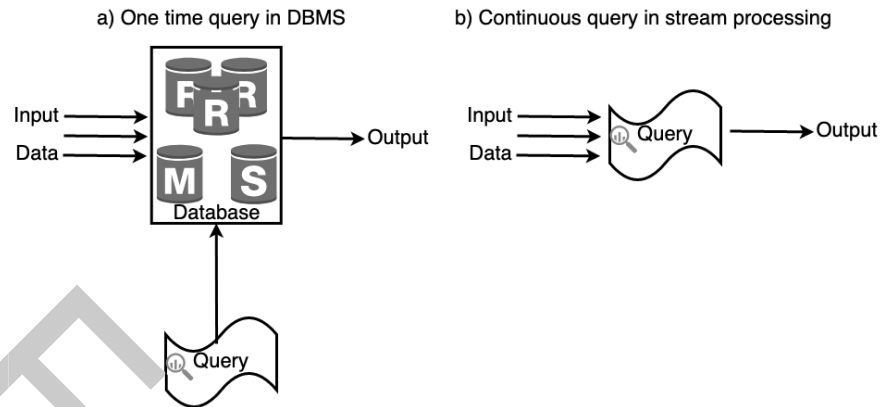 a) One time query in DBMS
R R R
Input
Data
M S
Database
Output
Query
b) Continuous query in stream processing
Input
Data
Query
Output